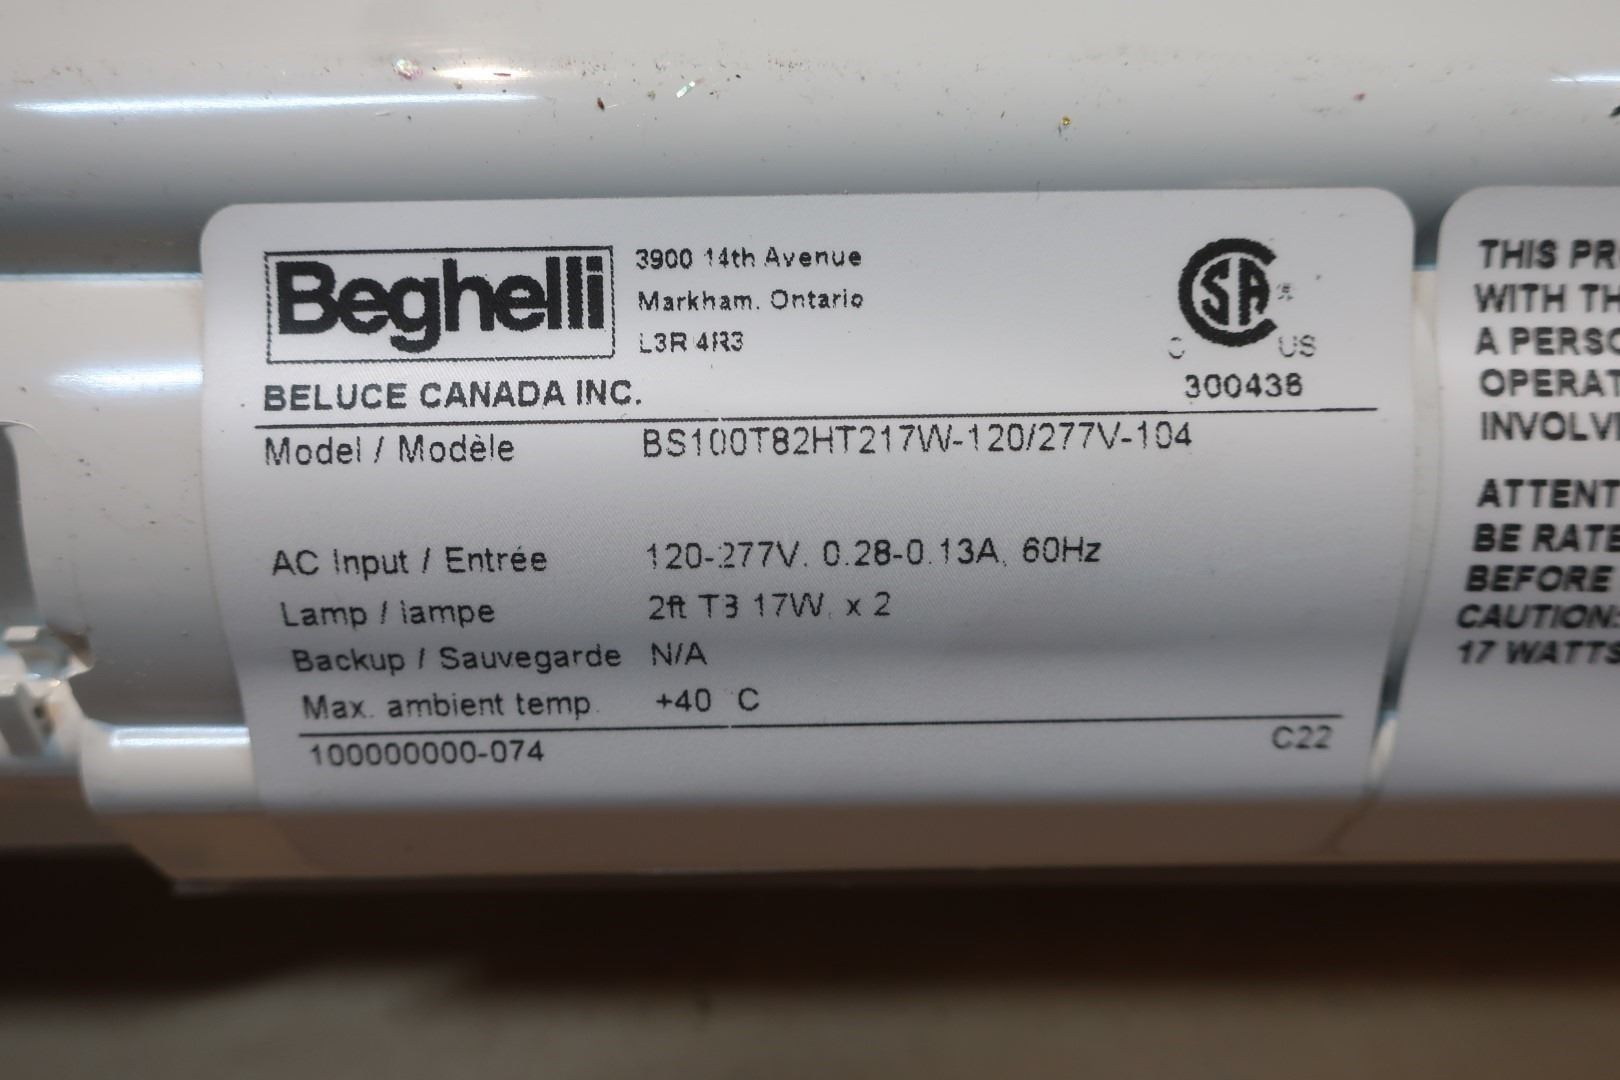 Beghelli
3900 14th Avenue
Markham, Ontario
L3R 4R3
BELUCE CANADA INC.
CSA®
C US
300436
Model / Modèle BS100T82HT217W-120/277V-104
AC Input / Entrée 120-277V, 0.28-0.13A, 60Hz
Lamp / lampe 2ft T8 17W, x 2
Backup / Sauvegarde N/A
Max. ambient temp. +40 °C
100000000-074 C22
THIS PR
WITH TH
A PERSO
OPERAT
INVOLVI
ATTENT
BE RATE
BEFORE
CAUTION:
17 WATTS